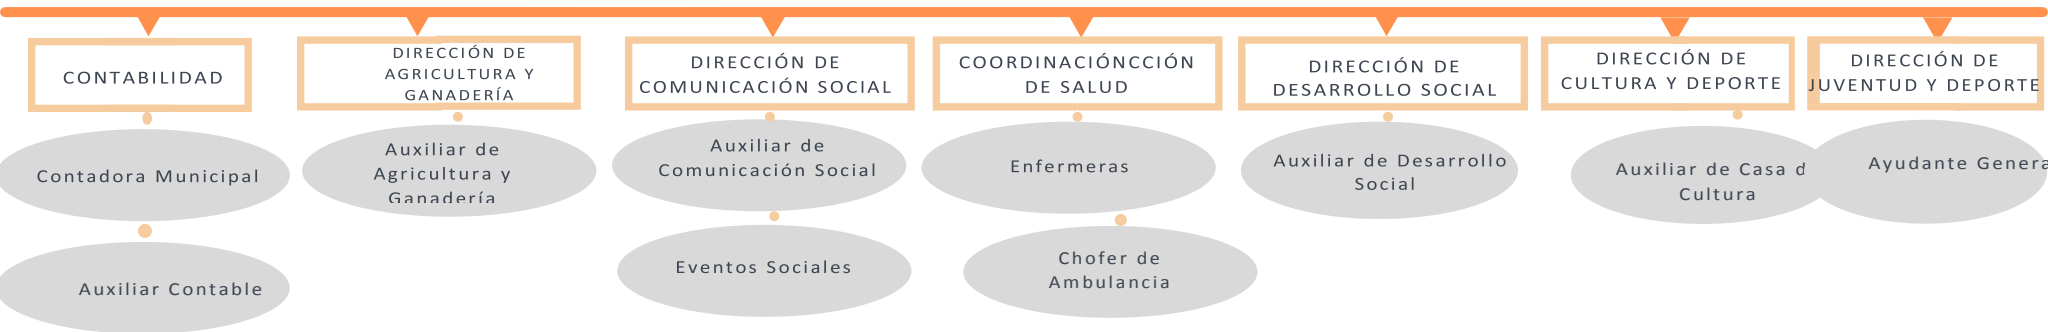 CONTABILIDAD
Contadora Municipal
Auxiliar Contable
DIRECCIÓN DE
AGRICULTURA Y
GANADERÍA
Auxiliar de
Agricultura y
Ganadería
DIRECCIÓN DE
COMUNICACIÓN SOCIAL
Auxiliar de
Comunicación Social
Eventos Sociales
COORDINACIÓNCCIÓN
DE SALUD
Enfermeras
Chofer de
Ambulancia
DIRECCIÓN DE
DESARROLLO SOCIAL
Auxiliar de Desarrollo
Social
DIRECCIÓN DE
CULTURA Y DEPORTE
Auxiliar de Casa d
Cultura
DIRECCIÓN DE
JUVENTUD Y DEPORTE
Ayudante Genera